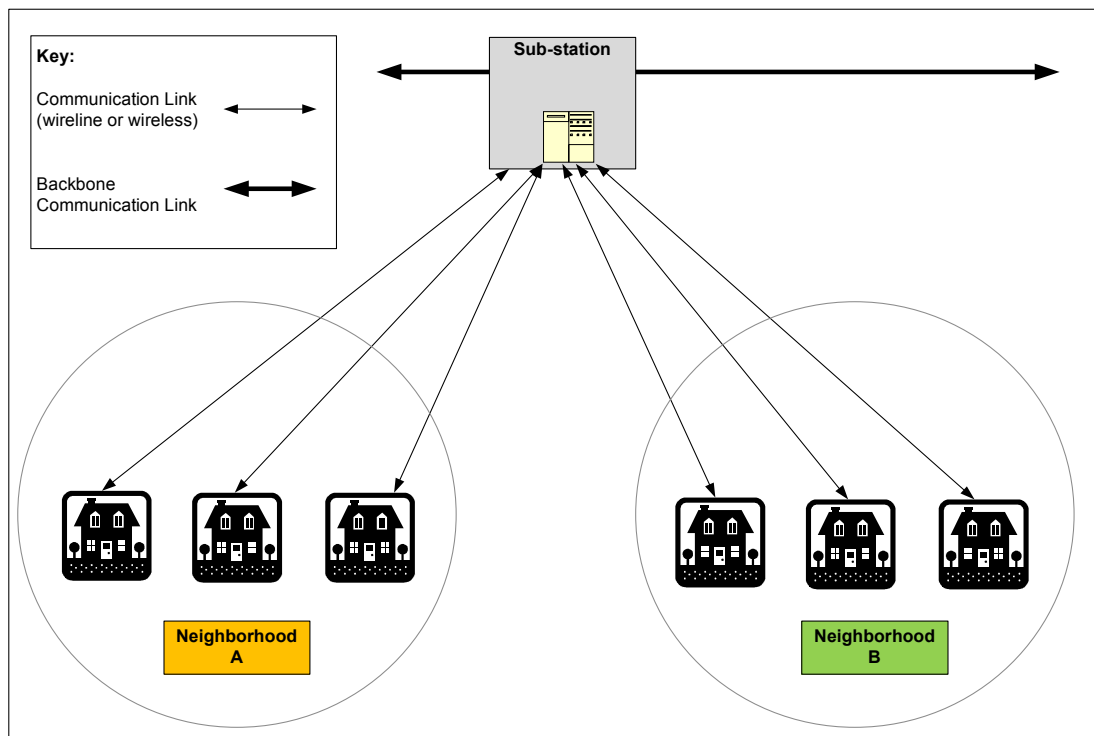 Sub-station
Key:
Communication Link
(wireline or wireless)
Backbone
Communication Link
Neighborhood
A
Neighborhood
B